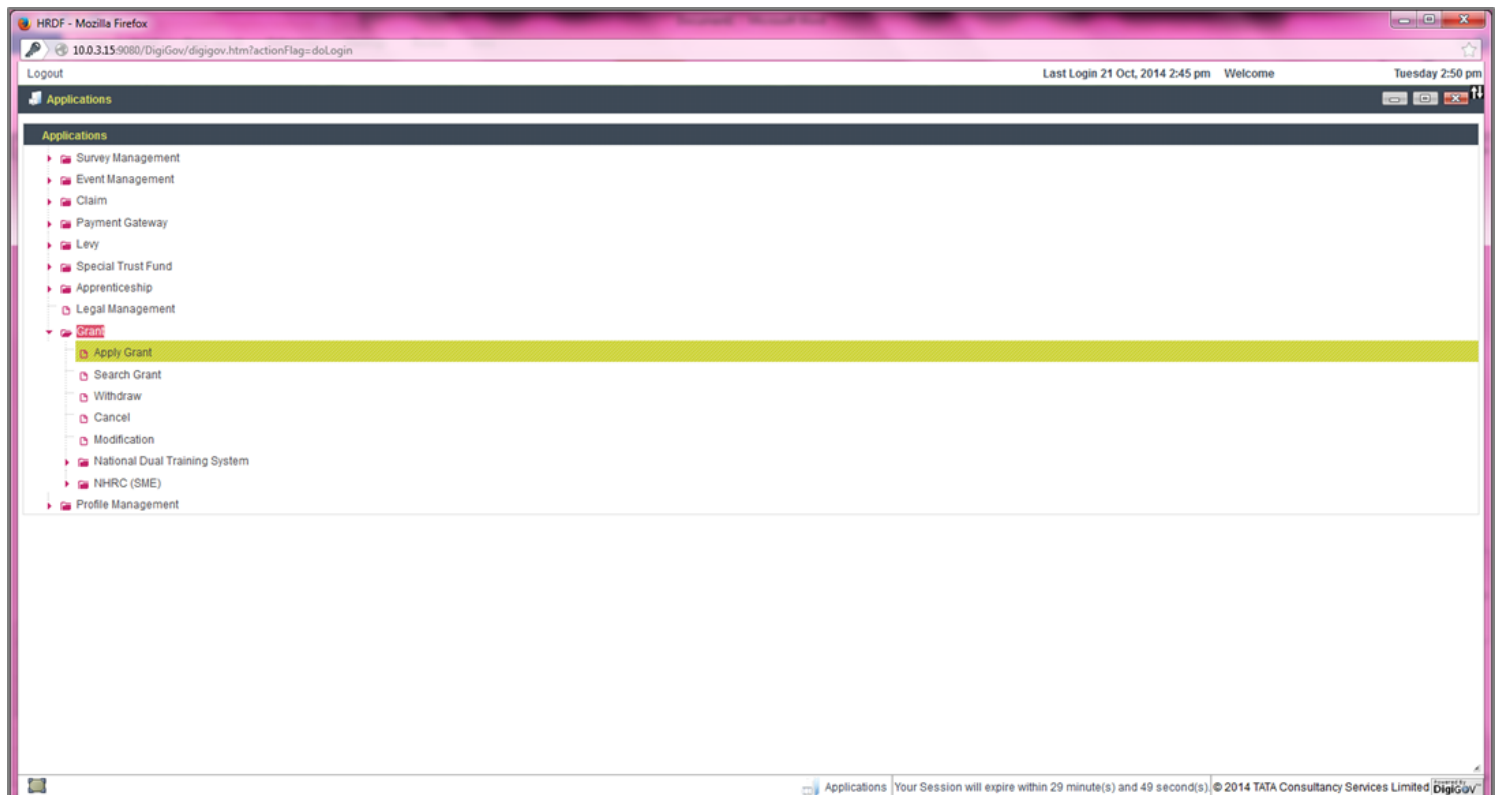 HRDF - Mozilla Firefox
10.0.3.15:9080/DigiGov/digigov.htm?actionFlag=doLogin
Logout Last Login 21 Oct, 2014 2:45 pm Welcome Tuesday 2:50 pm
Applications
Applications
Survey Management
Event Management
Claim
Payment Gateway
Levy
Special Trust Fund
Apprenticeship
Legal Management
Grant
Apply Grant
Search Grant
Withdraw
Cancel
Modification
National Dual Training System
NHRC (SME)
Profile Management
Applications Your Session will expire within 29 minute(s) and 49 second(s). © 2014 TATA Consultancy Services Limited Powered By DigiGOV